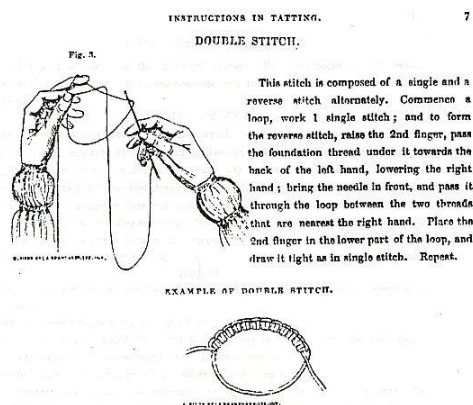 INSTRUCTIONS IN TATTING. 7
DOUBLE STITCH.
Fig. 3.
This stitch is composed of a single and a
reverse stitch alternately. Commence a
loop, work 1 single stitch; and to form
the reverse stitch, raise the 2nd finger, pass
the foundation thread under it towards the
back of the left hand, lowering the right
hand; bring the needle in front, and pass it
through the loop between the two threads
that are nearest the right hand. Place the
2nd finger in the lower part of the loop, and
draw it tight as in single stitch. Repeat.
EXAMPLE OF DOUBLE STITCH.